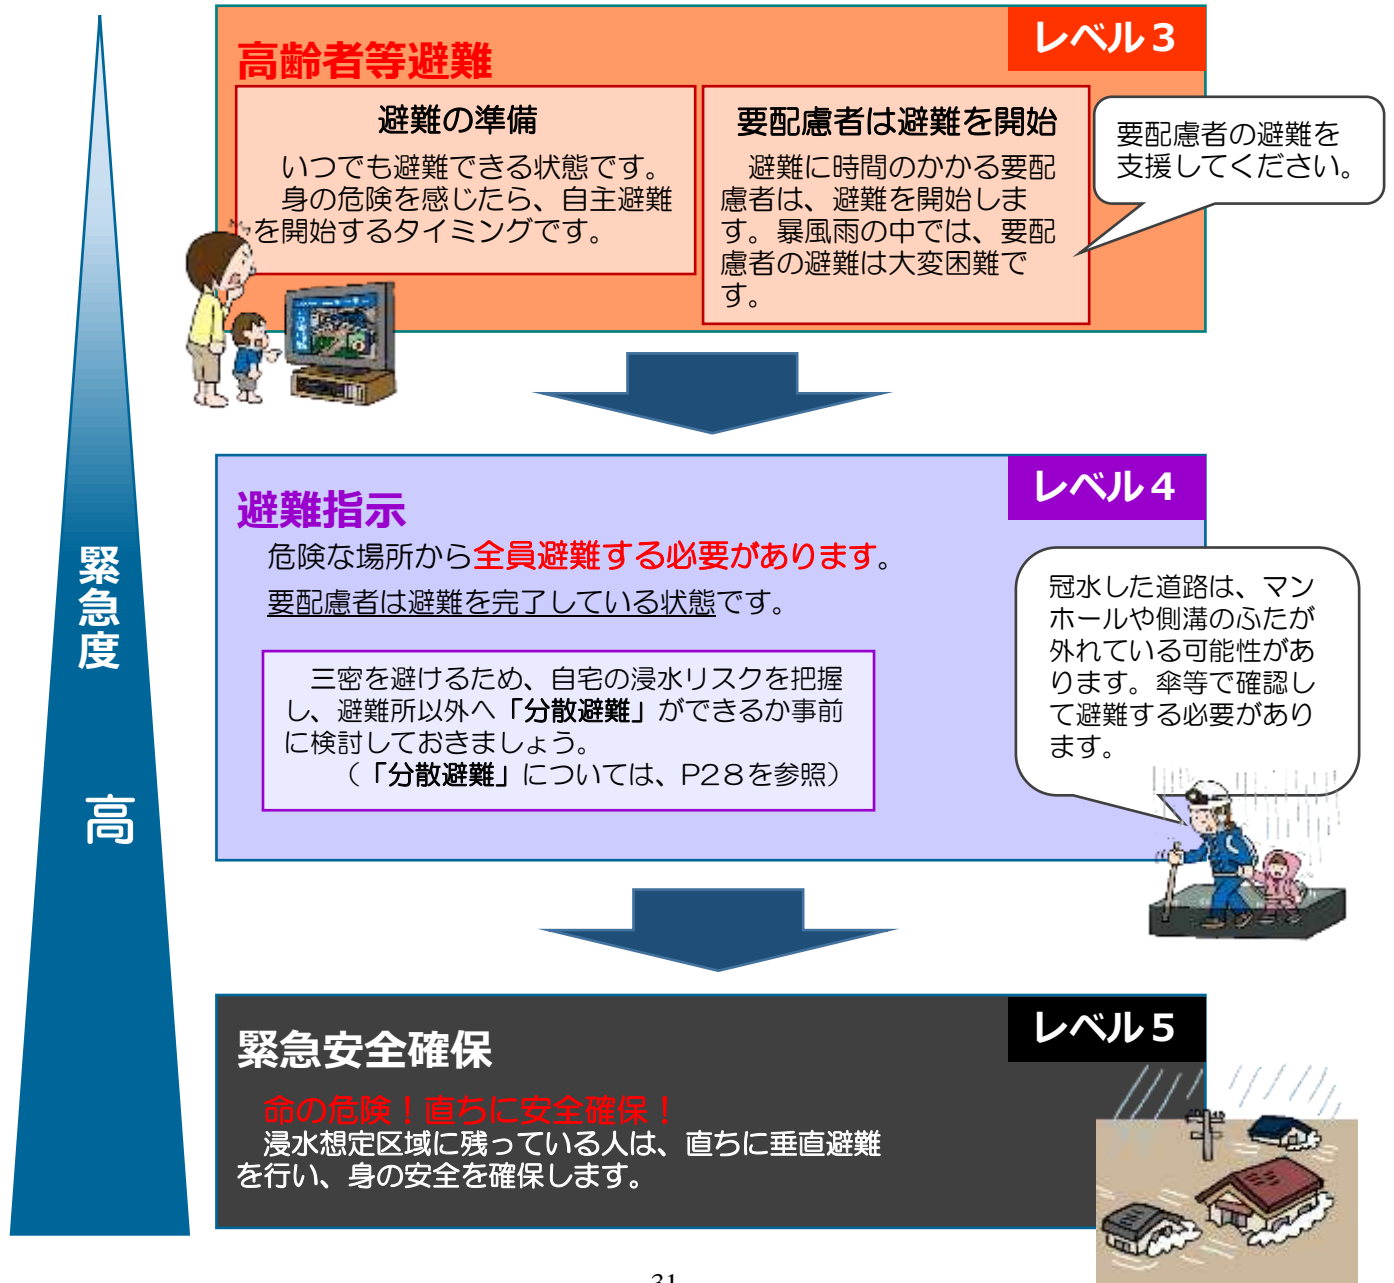 レベル３
高齢者等避難
避難の準備
いつでも避難できる状態です。
身の危険を感じたら、自主避難
を開始するタイミングです。
要配慮者は避難を開始
避難に時間のかかる要配
慮者は、避難を開始しま
す。暴風雨の中では、要配
慮者の避難は大変困難で
す。
要配慮者の避難を
支援してください。
緊急度
高
レベル４
避難指示
危険な場所から全員避難する必要があります。
要配慮者は避難を完了している状態です。
三密を避けるため、自宅の浸水リスクを把握
し、避難所以外へ「分散避難」ができるか事前
に検討しておきましょう。
（「分散避難」については、P２８を参照）
冠水した道路は、マン
ホールや側溝のふたが
外れている可能性があ
ります。傘等で確認し
て避難する必要があり
ます。
レベル５
緊急安全確保
命の危険！直ちに安全確保！
浸水想定区域に残っている人は、直ちに垂直避難
を行い、身の安全を確保します。
31